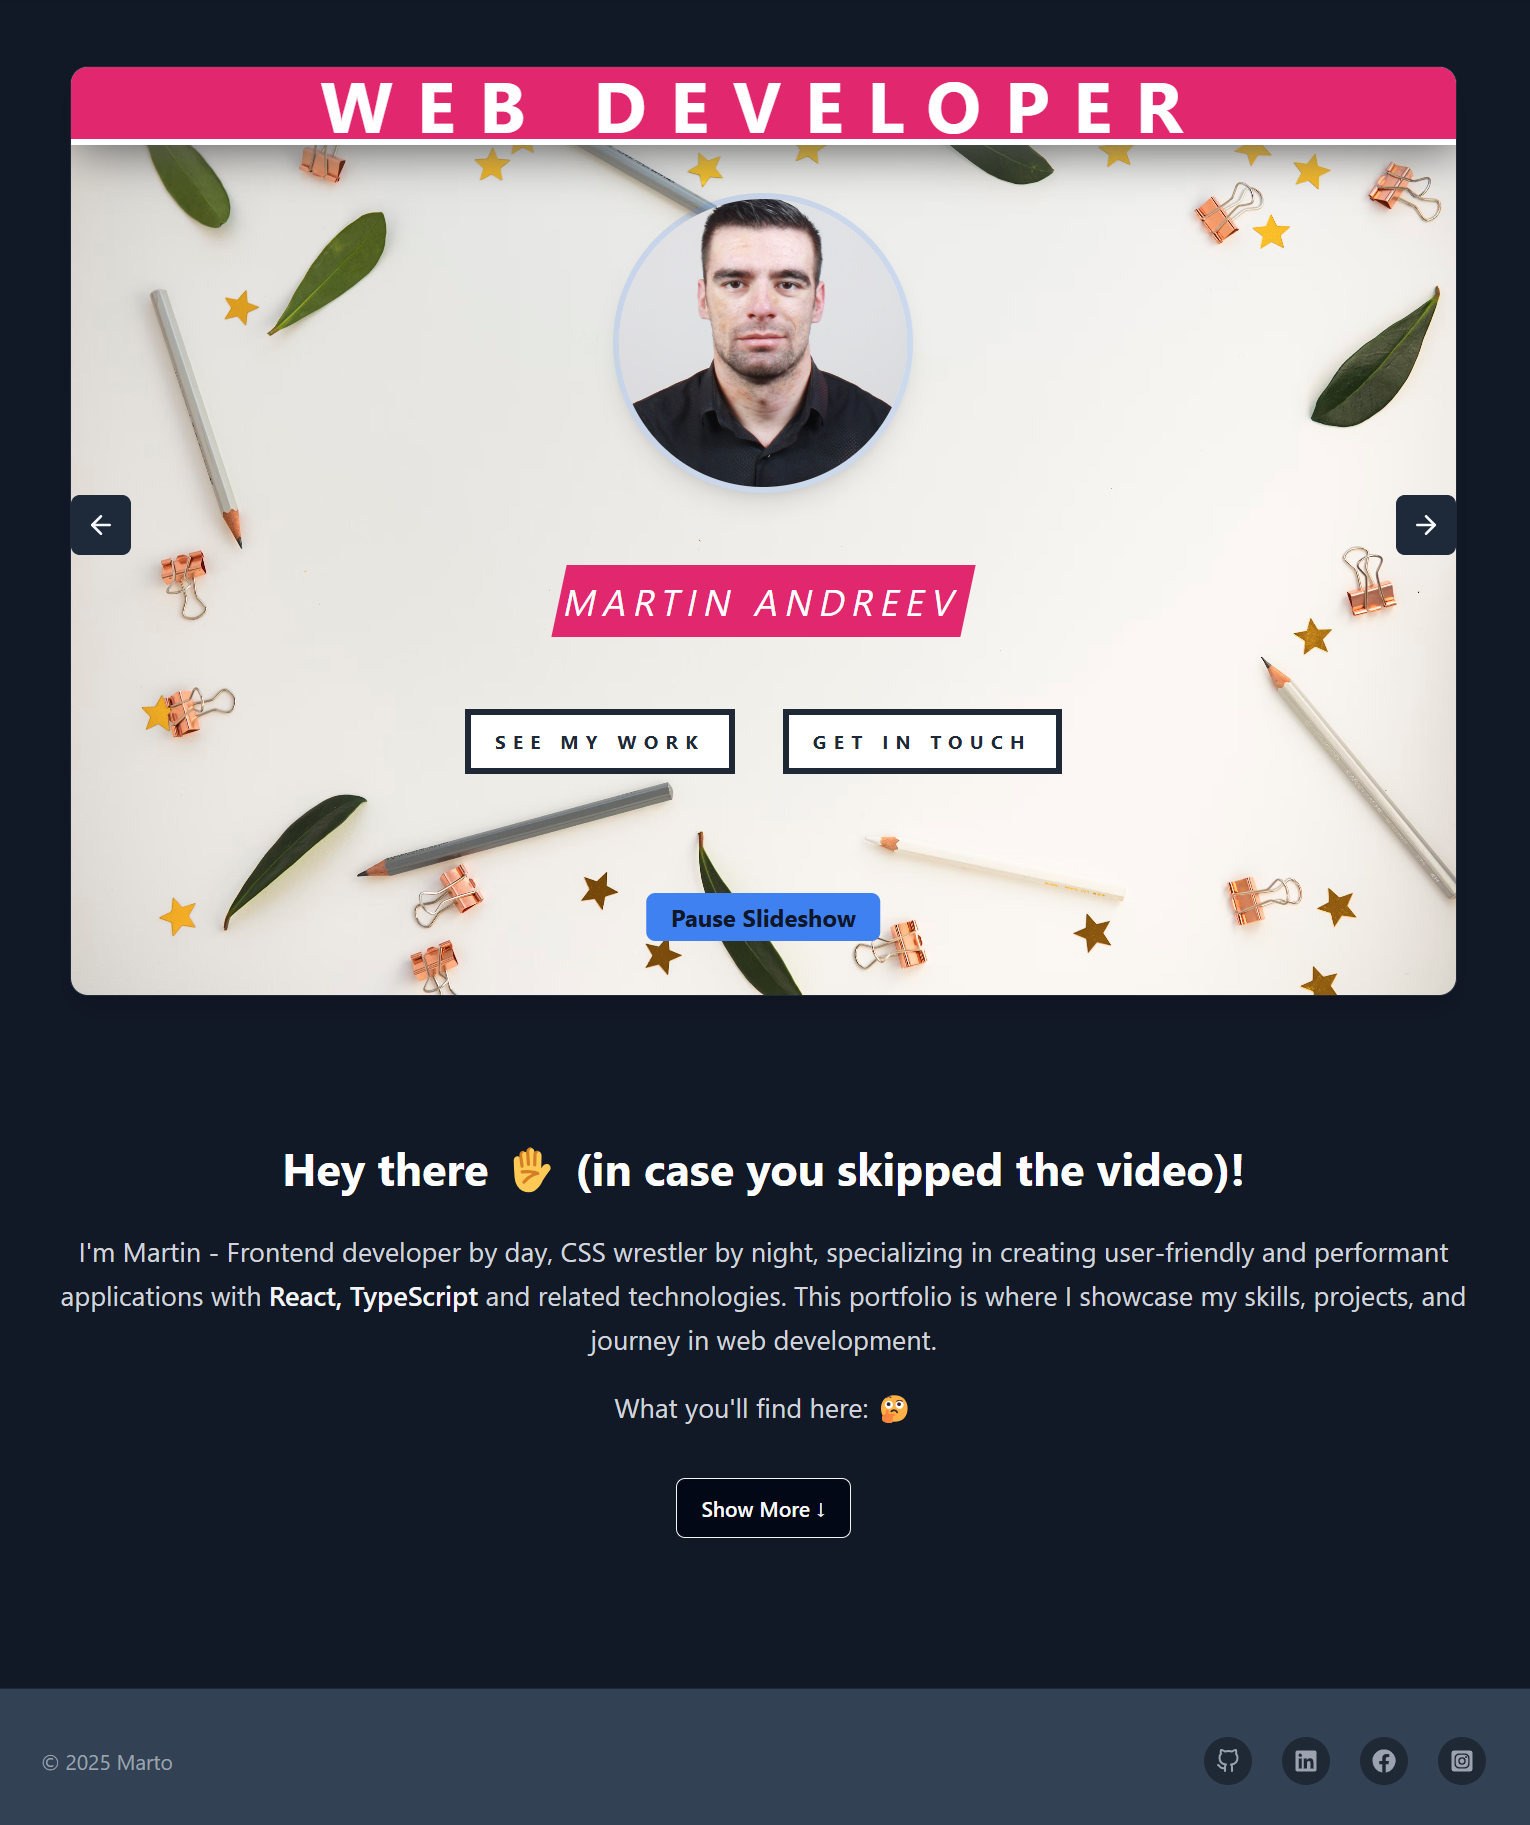 WEB DEVELOPER
MARTIN ANDREEV
SEE MY WORK
GET IN TOUCH
Pause Slideshow
Hey there ✋ (in case you skipped the video)!
I'm Martin - Frontend developer by day, CSS wrestler by night, specializing in creating user-friendly and performant
applications with React, TypeScript and related technologies. This portfolio is where I showcase my skills, projects, and
journey in web development.
What you'll find here: 🤔
Show More ↓
© 2025 Marto